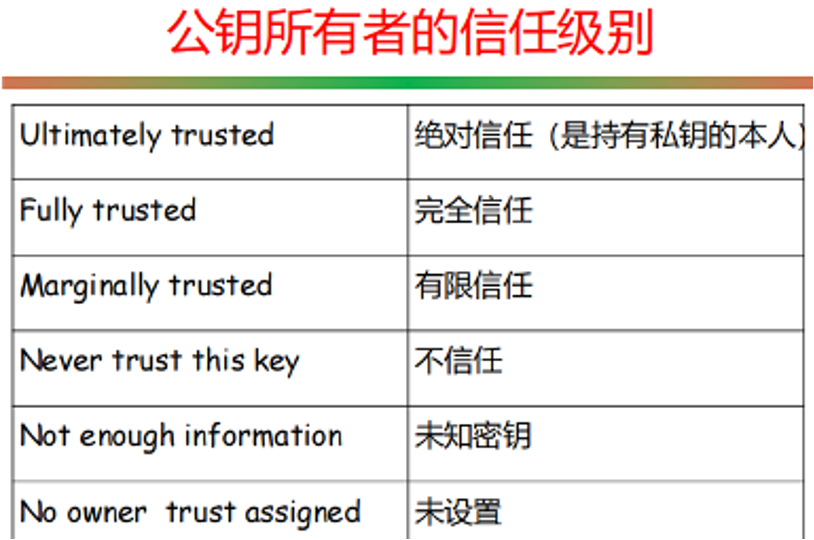 公钥所有者的信任级别
Ultimately trusted 绝对信任（是持有私钥的本人）
Fully trusted 完全信任
Marginally trusted 有限信任
Never trust this key 不信任
Not enough information 未知密钥
No owner trust assigned 未设置